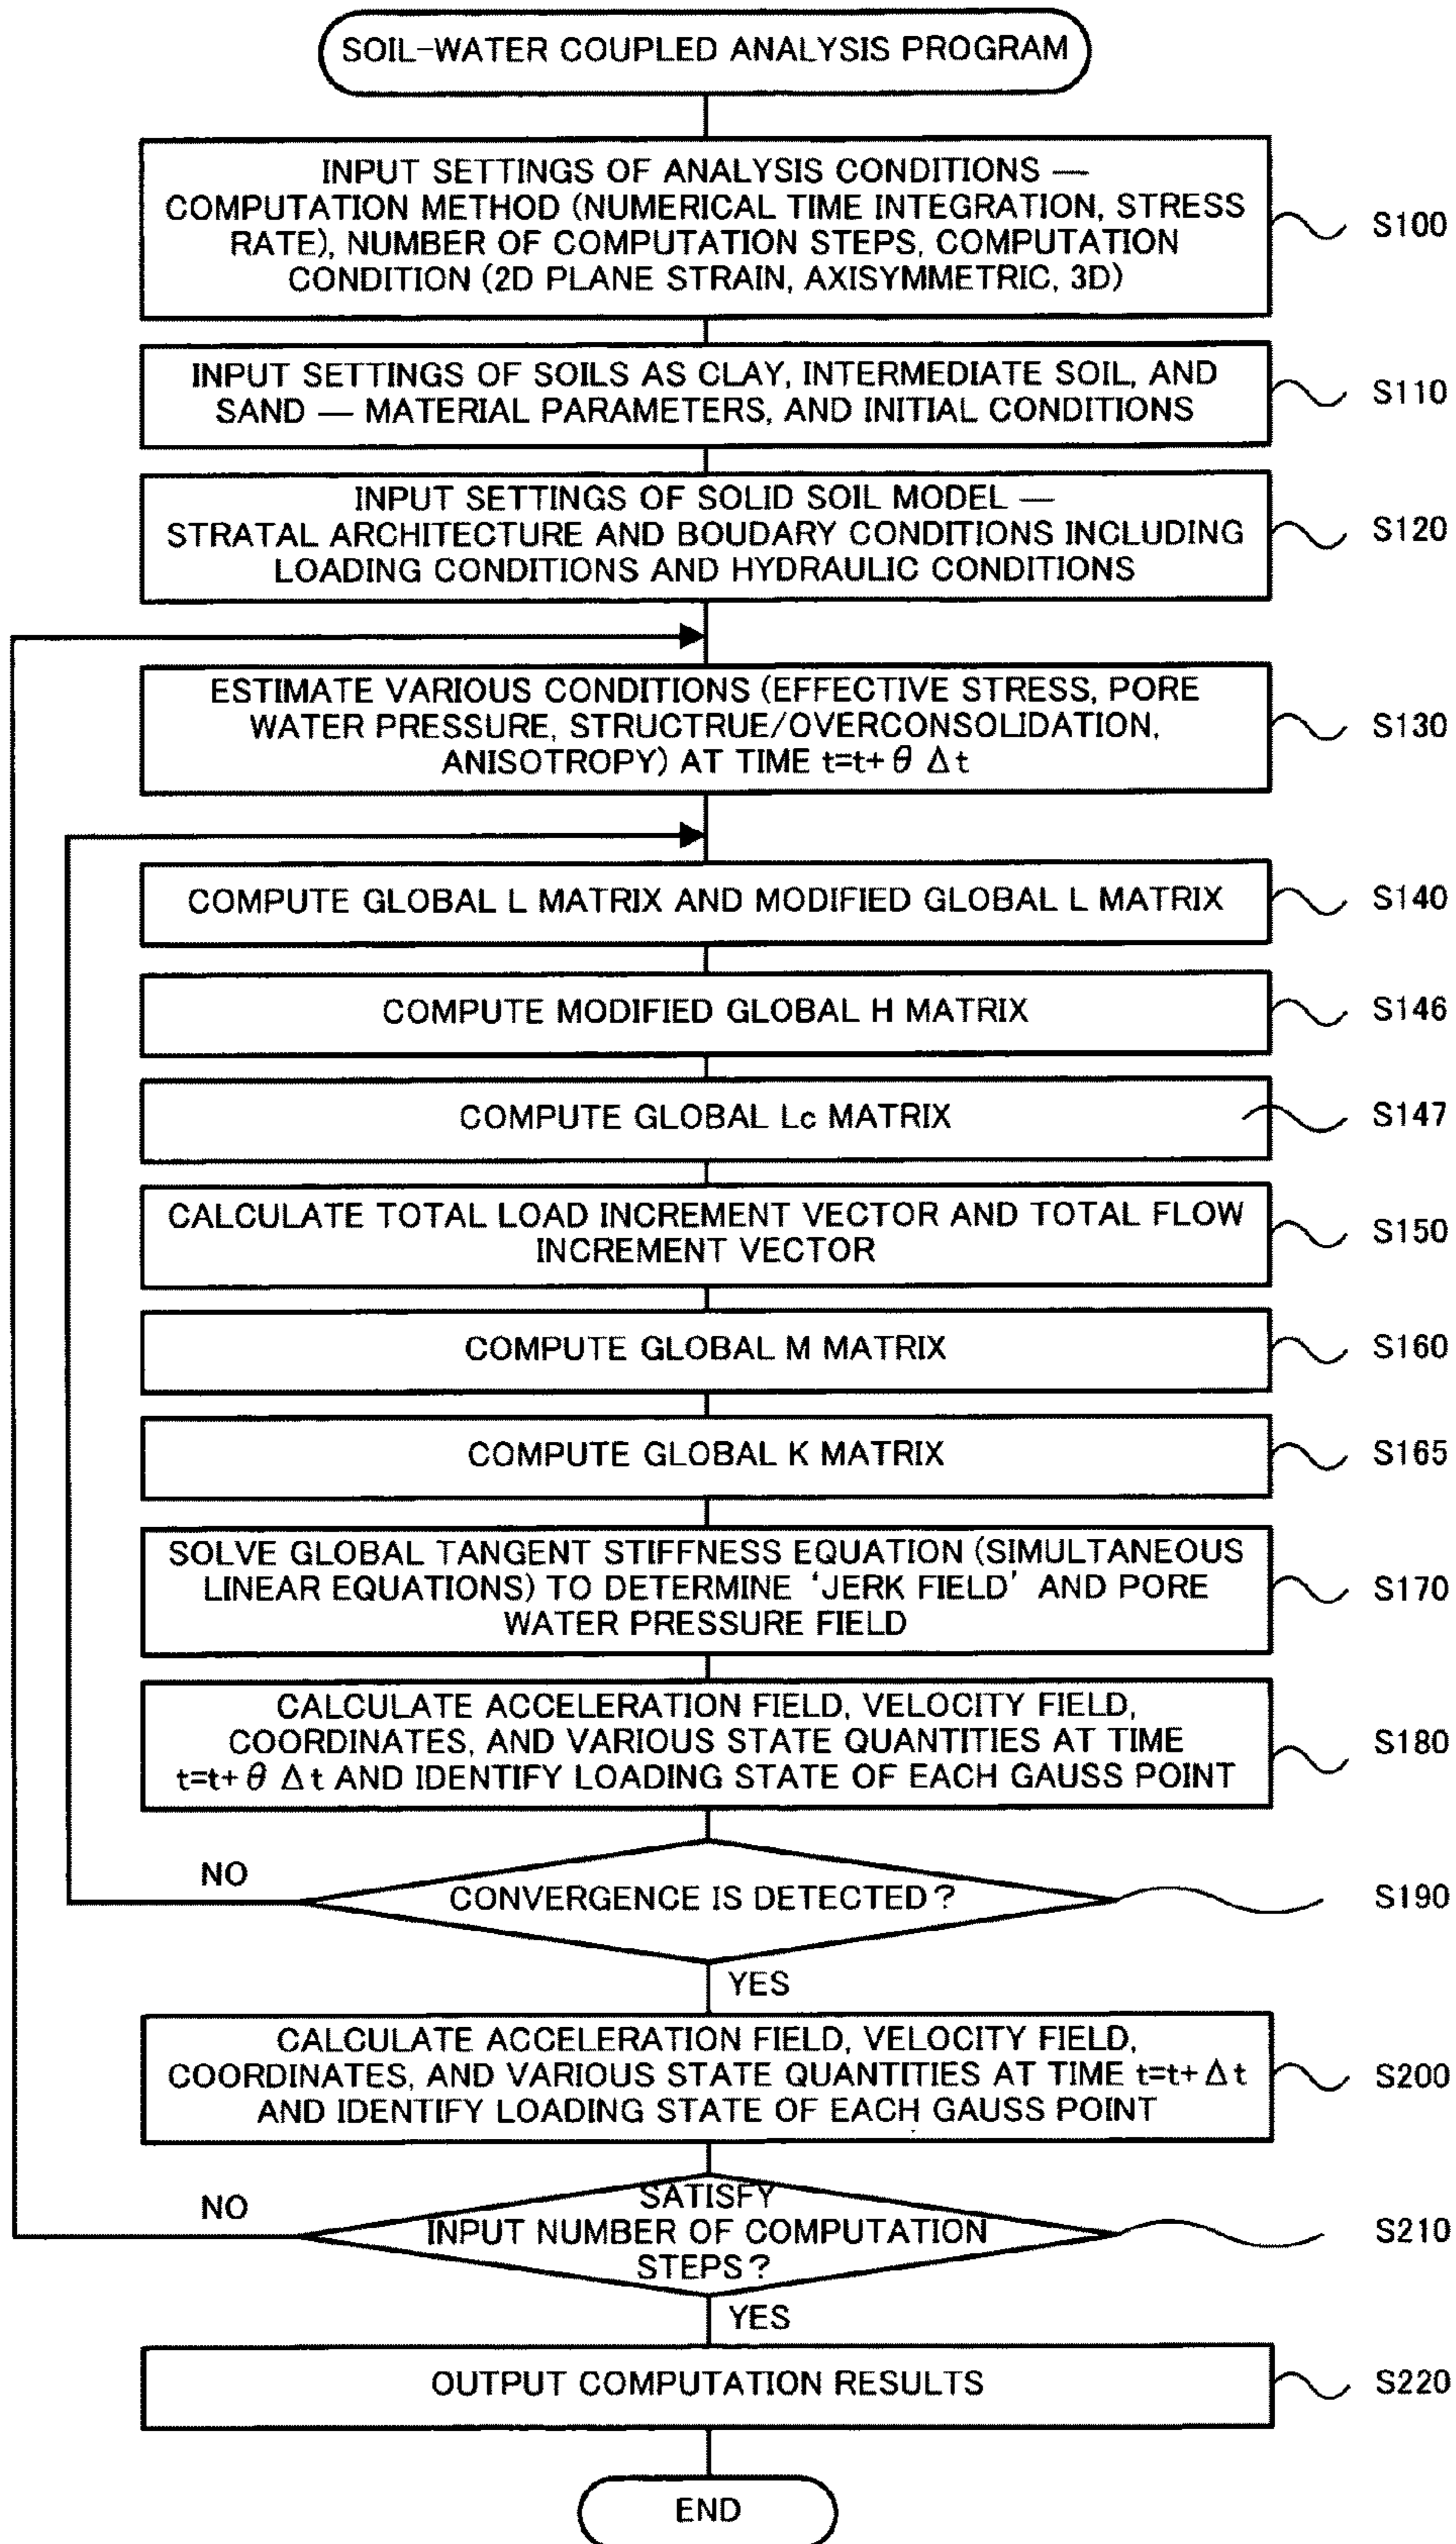 SOIL-WATER COUPLED ANALYSIS PROGRAM
INPUT SETTINGS OF ANALYSIS CONDITIONS —
COMPUTATION METHOD (NUMERICAL TIME INTEGRATION, STRESS
RATE), NUMBER OF COMPUTATION STEPS, COMPUTATION
CONDITION (2D PLANE STRAIN, AXISYMMETRIC, 3D)
S100
INPUT SETTINGS OF SOILS AS CLAY, INTERMEDIATE SOIL, AND
SAND — MATERIAL PARAMETERS, AND INITIAL CONDITIONS
S110
INPUT SETTINGS OF SOLID SOIL MODEL —
STRATAL ARCHITECTURE AND BOUDARY CONDITIONS INCLUDING
LOADING CONDITIONS AND HYDRAULIC CONDITIONS
S120
ESTIMATE VARIOUS CONDITIONS (EFFECTIVE STRESS, PORE
WATER PRESSURE, STRUCTRUE/OVERCONSOLIDATION,
ANISOTROPY) AT TIME t=t+ θ Δt
S130
COMPUTE GLOBAL L MATRIX AND MODIFIED GLOBAL L MATRIX
S140
COMPUTE MODIFIED GLOBAL H MATRIX
S146
COMPUTE GLOBAL Lc MATRIX
S147
CALCULATE TOTAL LOAD INCREMENT VECTOR AND TOTAL FLOW
INCREMENT VECTOR
S150
COMPUTE GLOBAL M MATRIX
S160
COMPUTE GLOBAL K MATRIX
S165
SOLVE GLOBAL TANGENT STIFFNESS EQUATION (SIMULTANEOUS
LINEAR EQUATIONS) TO DETERMINE 'JERK FIELD' AND PORE
WATER PRESSURE FIELD
S170
CALCULATE ACCELERATION FIELD, VELOCITY FIELD,
COORDINATES, AND VARIOUS STATE QUANTITIES AT TIME
t=t+ θ Δt AND IDENTIFY LOADING STATE OF EACH GAUSS POINT
S180
NO
CONVERGENCE IS DETECTED?
S190
YES
CALCULATE ACCELERATION FIELD, VELOCITY FIELD,
COORDINATES, AND VARIOUS STATE QUANTITIES AT TIME t=t+Δt
AND IDENTIFY LOADING STATE OF EACH GAUSS POINT
S200
NO
SATISFY
INPUT NUMBER OF COMPUTATION
STEPS?
S210
YES
OUTPUT COMPUTATION RESULTS
S220
END